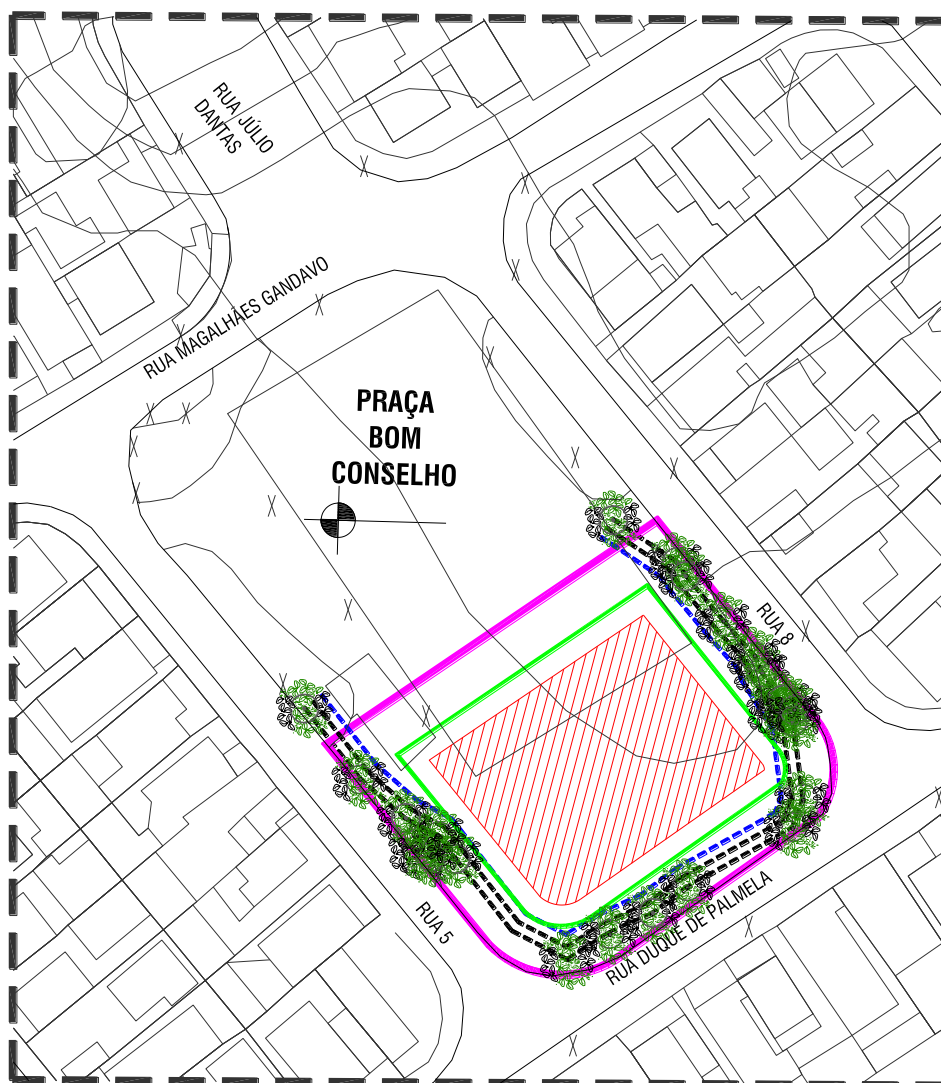 RUA JÚLIO
DANTAS
RUA MAGALHÃES GANDAVO
PRAÇA
BOM
CONSELHO
RUA 8
RUA 5
RUA DUQUE DE PALMELA